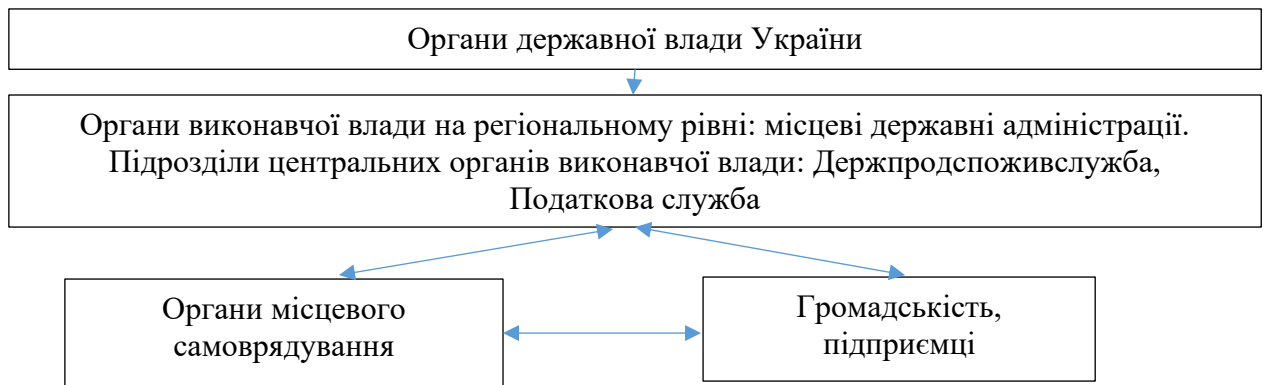 Органи державної влади України
Органи виконавчої влади на регіональному рівні: місцеві державні адміністрації.
Підрозділи центральних органів виконавчої влади: Держпродспоживслужба,
Податкова служба
Органи місцевого
самоврядування
Громадськість,
підприємці